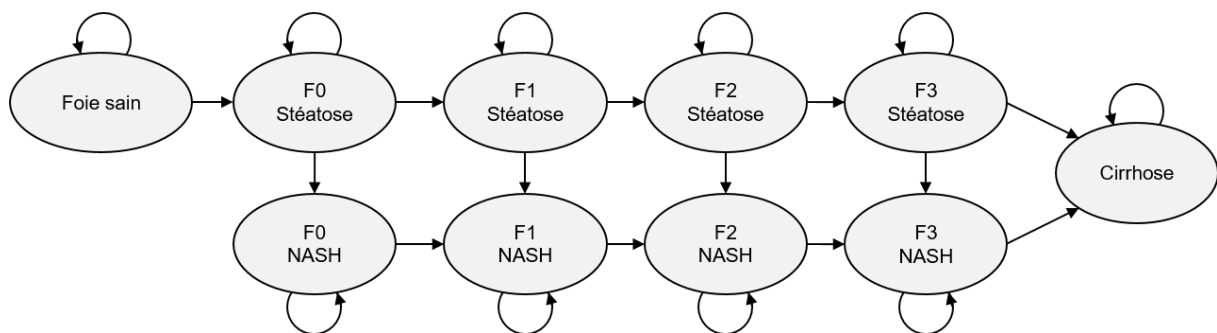 Foie sain
F0
Stéatose
F1
Stéatose
F2
Stéatose
F3
Stéatose
Cirrhose
F0
NASH
F1
NASH
F2
NASH
F3
NASH